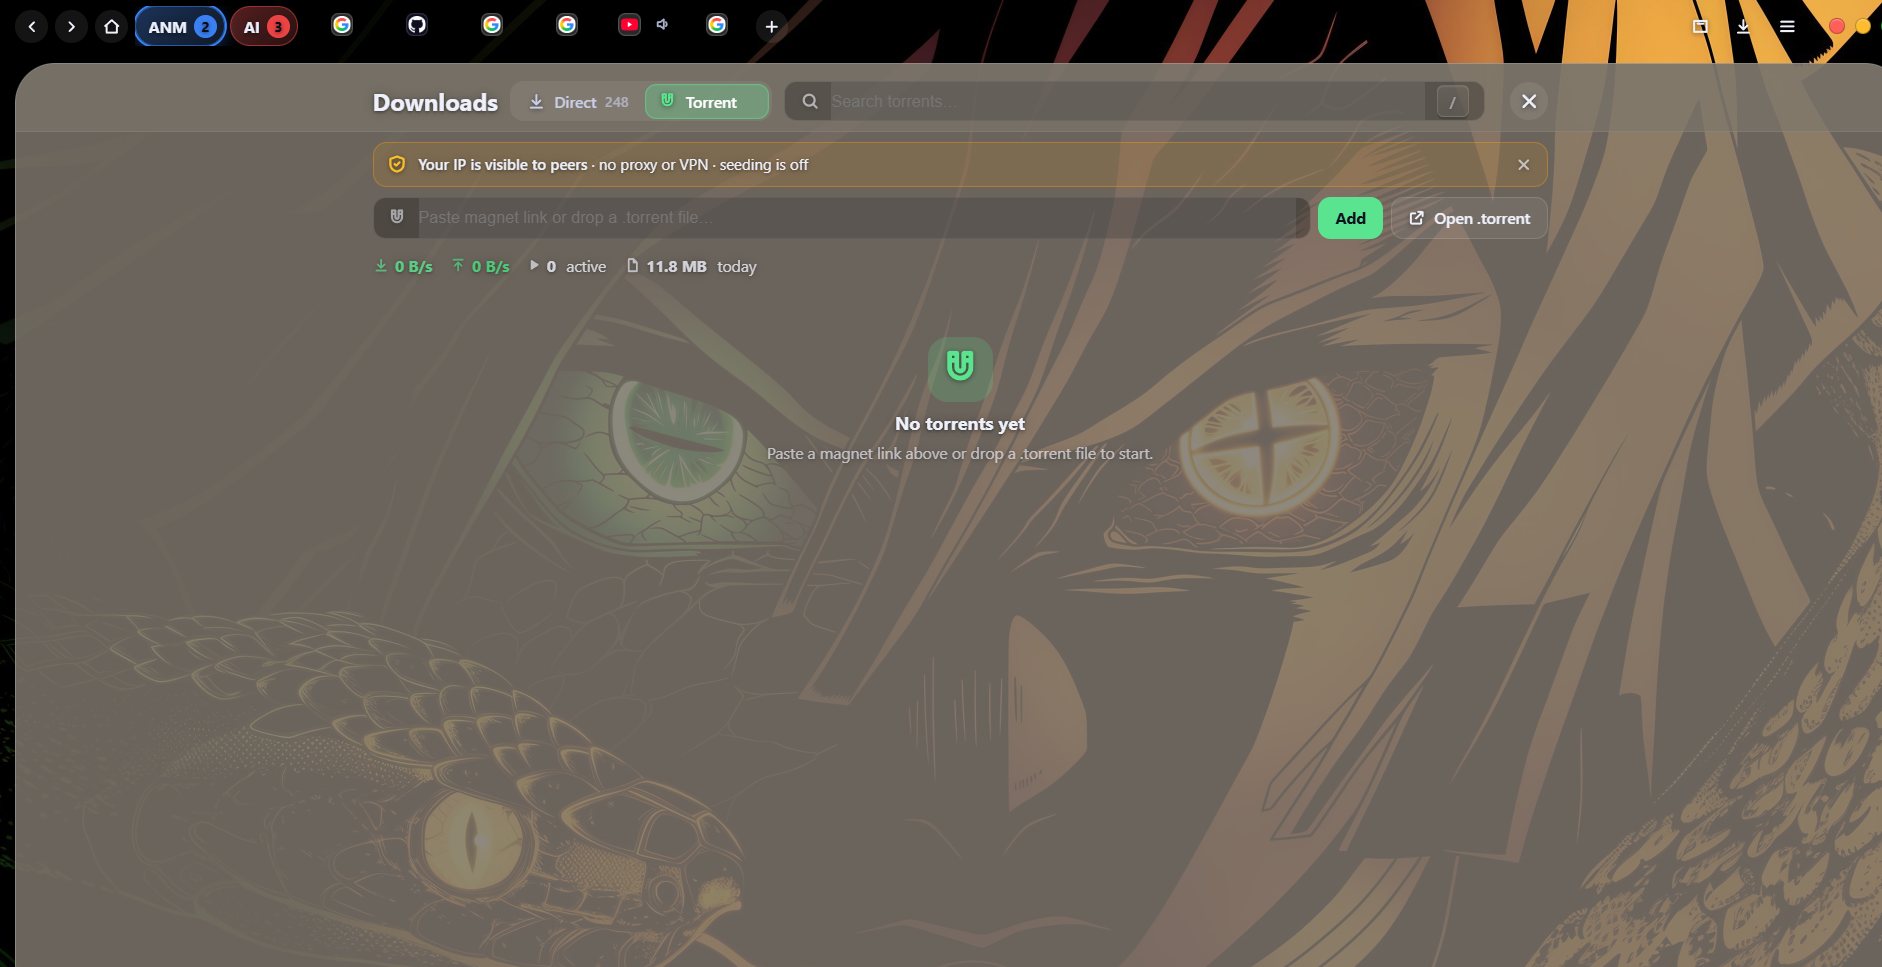 ANM 2 AI 3
Downloads Direct 248 Torrent Search torrents... /
Your IP is visible to peers · no proxy or VPN · seeding is off
Paste magnet link or drop a .torrent file... Add Open .torrent
0 B/s 0 B/s 0 active 11.8 MB today
No torrents yet
Paste a magnet link above or drop a .torrent file to start.